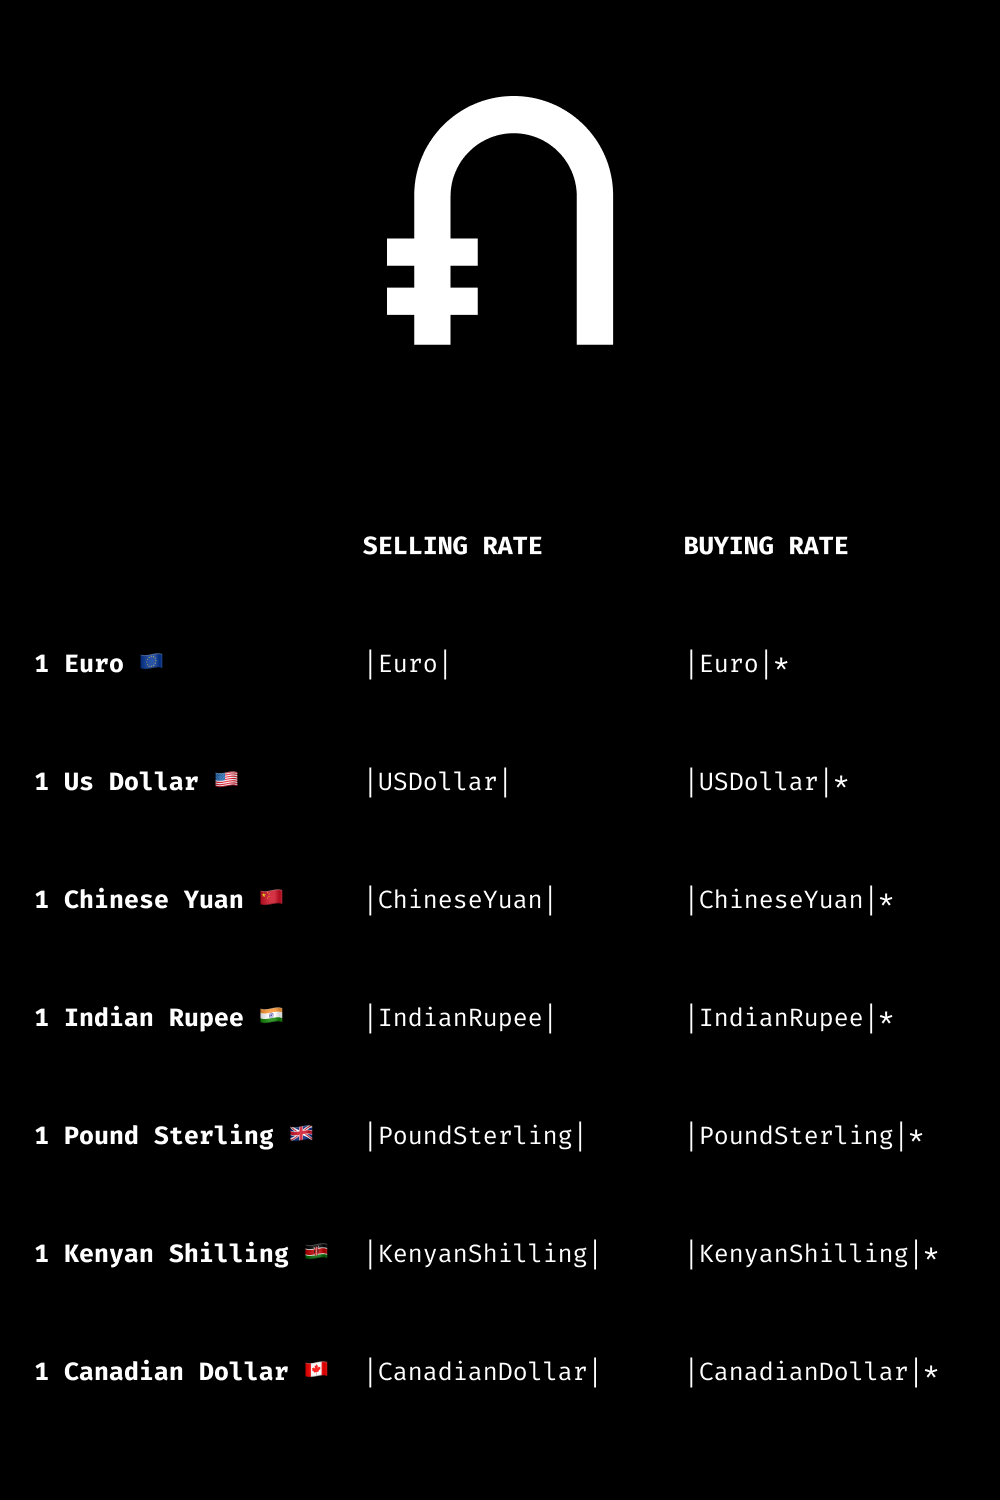 SELLING RATE BUYING RATE
1 Euro 🇪🇺 |Euro| |Euro|*
1 Us Dollar 🇺🇸 |USDollar| |USDollar|*
1 Chinese Yuan 🇨🇳 |ChineseYuan| |ChineseYuan|*
1 Indian Rupee 🇮🇳 |IndianRupee| |IndianRupee|*
1 Pound Sterling 🇬🇧 |PoundSterling| |PoundSterling|*
1 Kenyan Shilling 🇰🇪 |KenyanShilling| |KenyanShilling|*
1 Canadian Dollar 🇨🇦 |CanadianDollar| |CanadianDollar|*